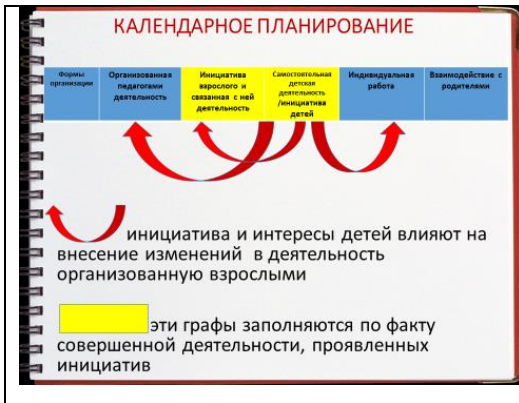 КАЛЕНДАРНОЕ ПЛАНИРОВАНИЕ
Формы
организации
Организованная
педагогами
деятельность
Инициатива
взрослого и
связанная с ней
деятельность
Самостоятельная
детская
деятельность
/инициатива
детей
Индивидуальная
работа
Взаимодействие с
родителями
инициатива и интересы детей влияют на
внесение изменений в деятельность
организованную взрослыми
эти графы заполняются по факту
совершенной деятельности, проявленных
инициатив